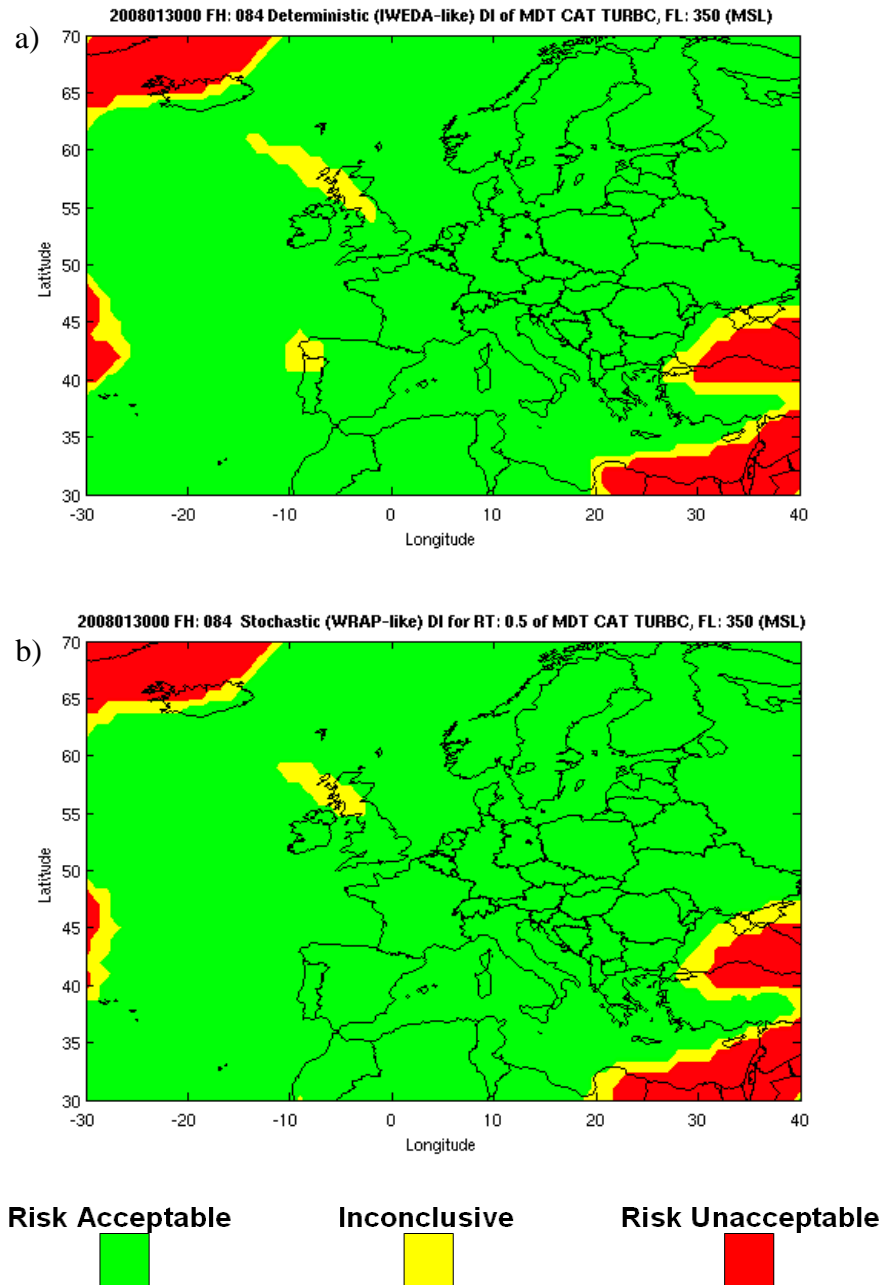 2008013000 FH: 084 Deterministic (IWEDA-like) DI of MDT CAT TURBC, FL: 350 (MSL)
a)
70
65
60
55
50
45
40
35
30
Latitude
-30 -20 -10 0 10 20 30 40
Longitude
2008013000 FH: 084 Stochastic (WRAP-like) DI for RT: 0.5 of MDT CAT TURBC, FL: 350 (MSL)
b)
70
65
60
55
50
45
40
35
30
Latitude
-30 -20 -10 0 10 20 30 40
Longitude
Risk Acceptable Inconclusive Risk Unacceptable